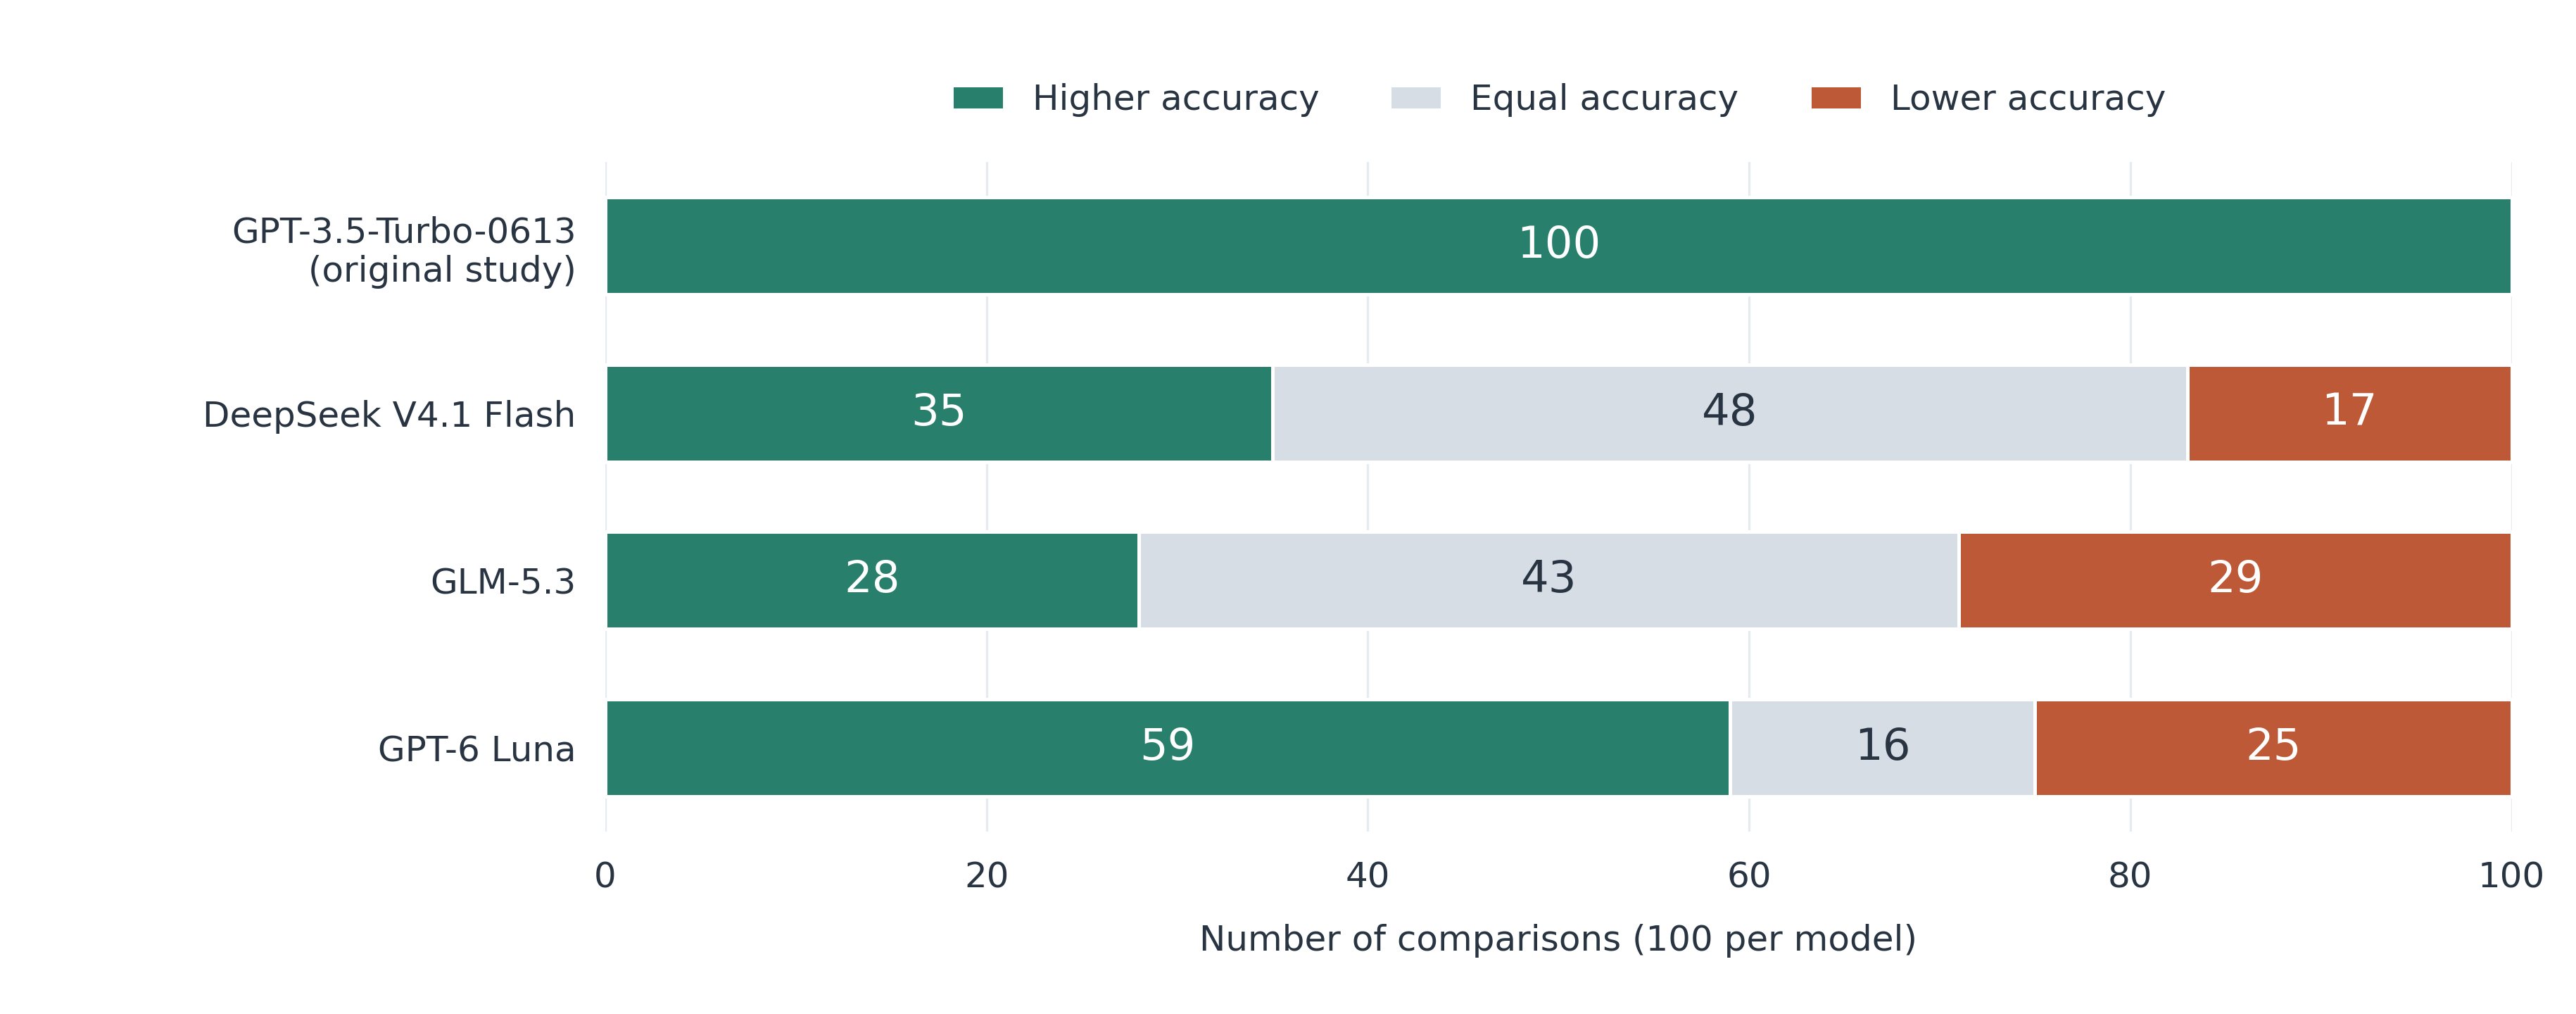 Higher accuracy Equal accuracy Lower accuracy
GPT-3.5-Turbo-0613
(original study)
100
DeepSeek V4.1 Flash
35 48 17
GLM-5.3
28 43 29
GPT-6 Luna
59 16 25
0 20 40 60 80 100
Number of comparisons (100 per model)